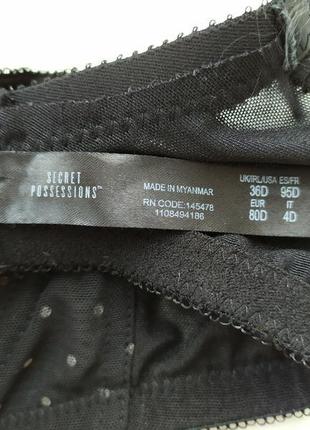 SECRET
POSSESSIONS™
MADE IN MYANMAR
RN CODE: 145478
1108494186
UK/IRL/USA ES/FR
36D 95D
EUR IT
80D 4D